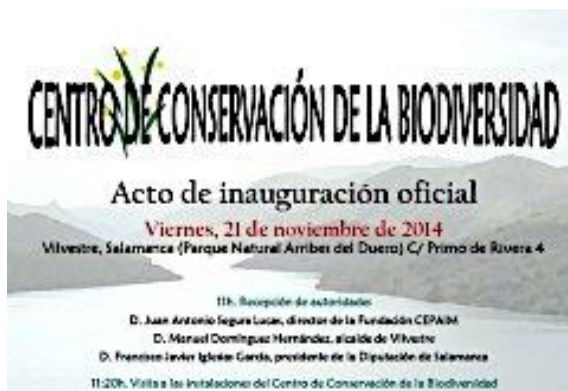 CENTRO DE CONSERVACIÓN DE LA BIODIVERSIDAD
Acto de inauguración oficial
Viernes, 21 de noviembre de 2014
Vilvestre, Salamanca (Parque Natural Arribes del Duero) C/ Primo de Rivera 4
11h. Recepción de autoridades
D. Juan Antonio Segura Lucas, director de la Fundación CEPAIM
D. Manuel Domínguez Hernández, alcalde de Vilvestre
D. Francisco Javier Iglesias García, presidente de la Diputación de Salamanca
11:20h. Visita a las instalaciones del Centro de Conservación de la Biodiversidad